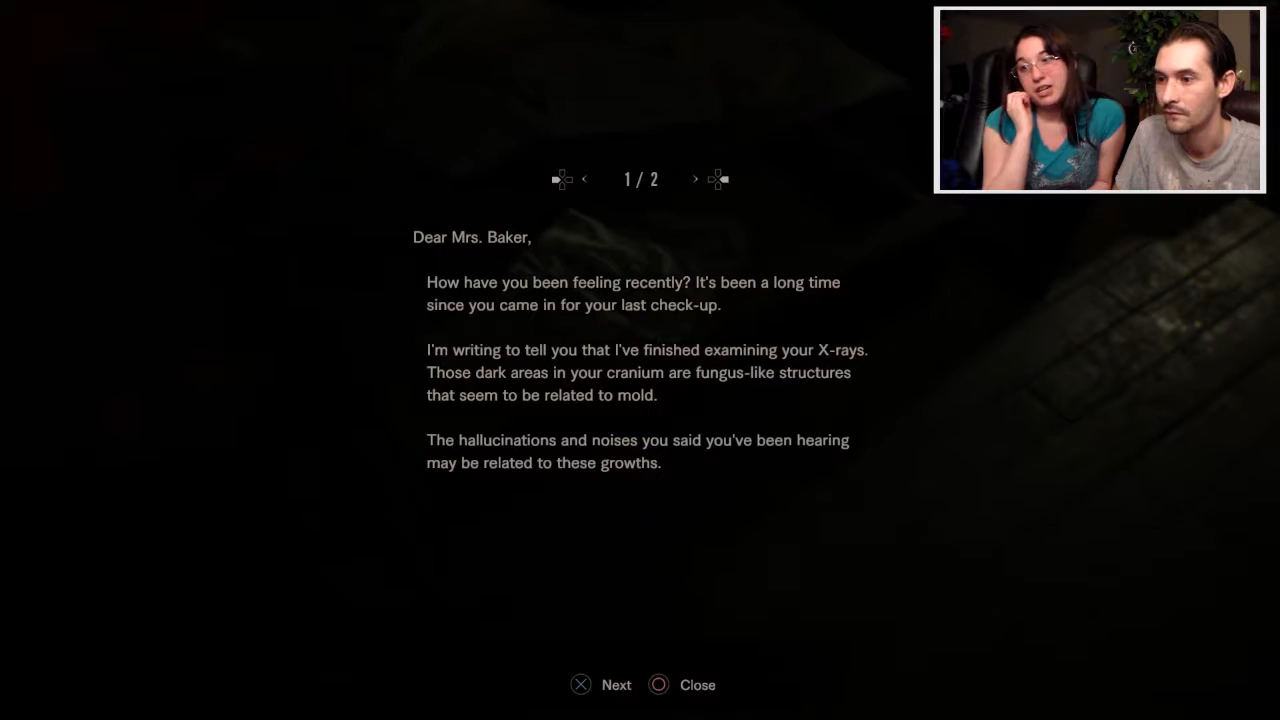 1 / 2
Dear Mrs. Baker,
How have you been feeling recently? It's been a long time
since you came in for your last check-up.
I'm writing to tell you that I've finished examining your X-rays.
Those dark areas in your cranium are fungus-like structures
that seem to be related to mold.
The hallucinations and noises you said you've been hearing
may be related to these growths.
Next Close